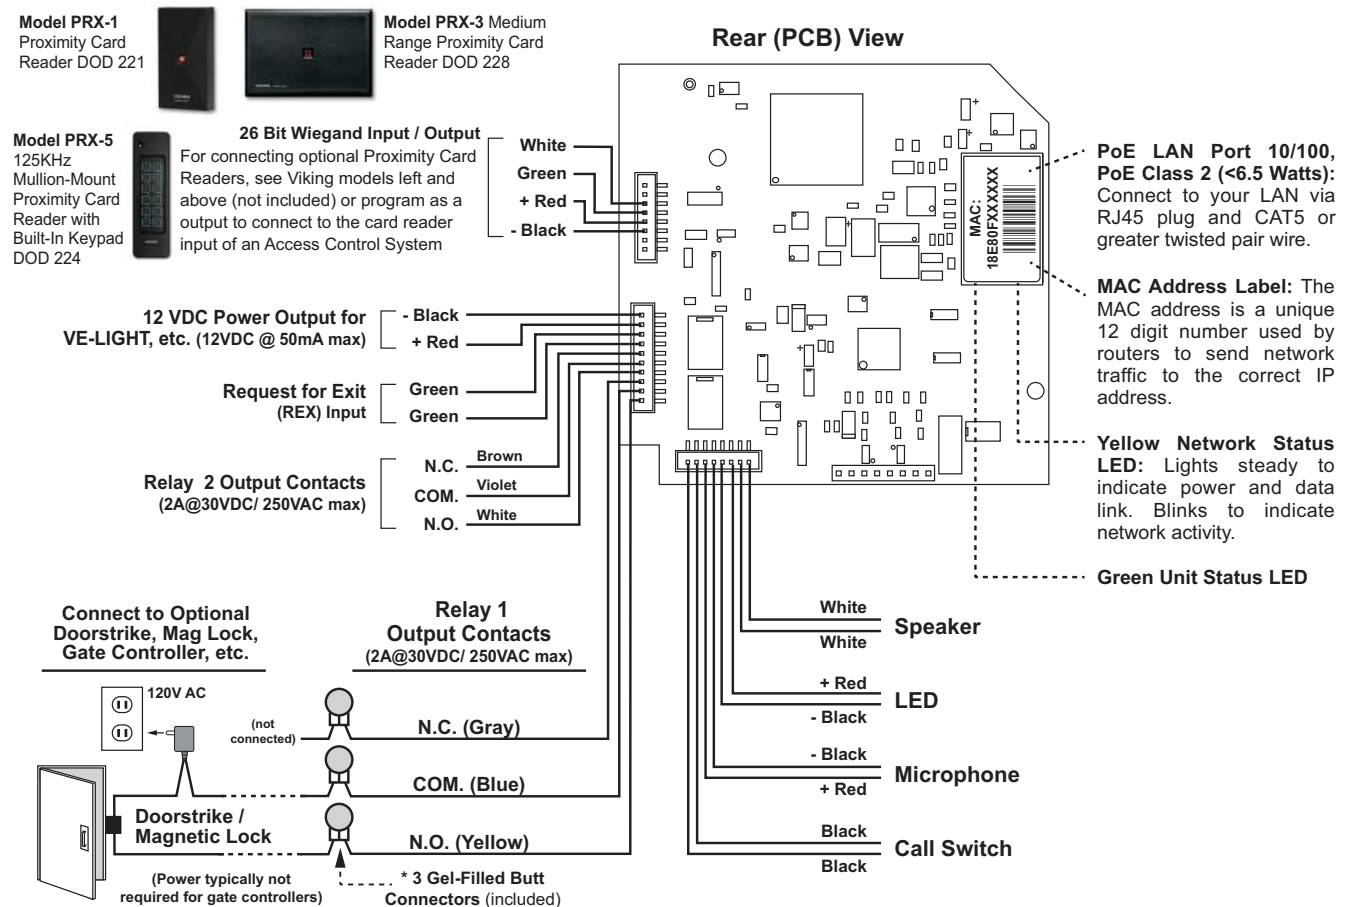 Model PRX-1
Proximity Card
Reader DOD 221
Model PRX-3 Medium
Range Proximity Card
Reader DOD 228
Rear (PCB) View
Model PRX-5
125KHz
Mullion-Mount
Proximity Card
Reader with
Built-In Keypad
DOD 224
26 Bit Wiegand Input / Output
For connecting optional Proximity Card
Readers, see Viking models left and
above (not included) or program as a
output to connect to the card reader
input of an Access Control System
White
Green
+ Red
- Black
MAC:
18E80FXXXXXX
PoE LAN Port 10/100,
PoE Class 2 (<6.5 Watts):
Connect to your LAN via
RJ45 plug and CAT5 or
greater twisted pair wire.
MAC Address Label: The
MAC address is a unique
12 digit number used by
routers to send network
traffic to the correct IP
address.
Yellow Network Status
LED: Lights steady to
indicate power and data
link. Blinks to indicate
network activity.
Green Unit Status LED
12 VDC Power Output for
VE-LIGHT, etc. (12VDC @ 50mA max)
- Black
+ Red
Request for Exit
(REX) Input
Green
Green
Relay 2 Output Contacts
(2A@30VDC/ 250VAC max)
N.C. Brown
COM. Violet
N.O. White
Connect to Optional
Doorstrike, Mag Lock,
Gate Controller, etc.
Relay 1
Output Contacts
(2A@30VDC/ 250VAC max)
120V AC
(not
connected)
N.C. (Gray)
COM. (Blue)
N.O. (Yellow)
Doorstrike /
Magnetic Lock
(Power typically not
required for gate controllers)
* 3 Gel-Filled Butt
Connectors (included)
White
White
Speaker
+ Red
- Black
LED
- Black
+ Red
Microphone
Black
Black
Call Switch